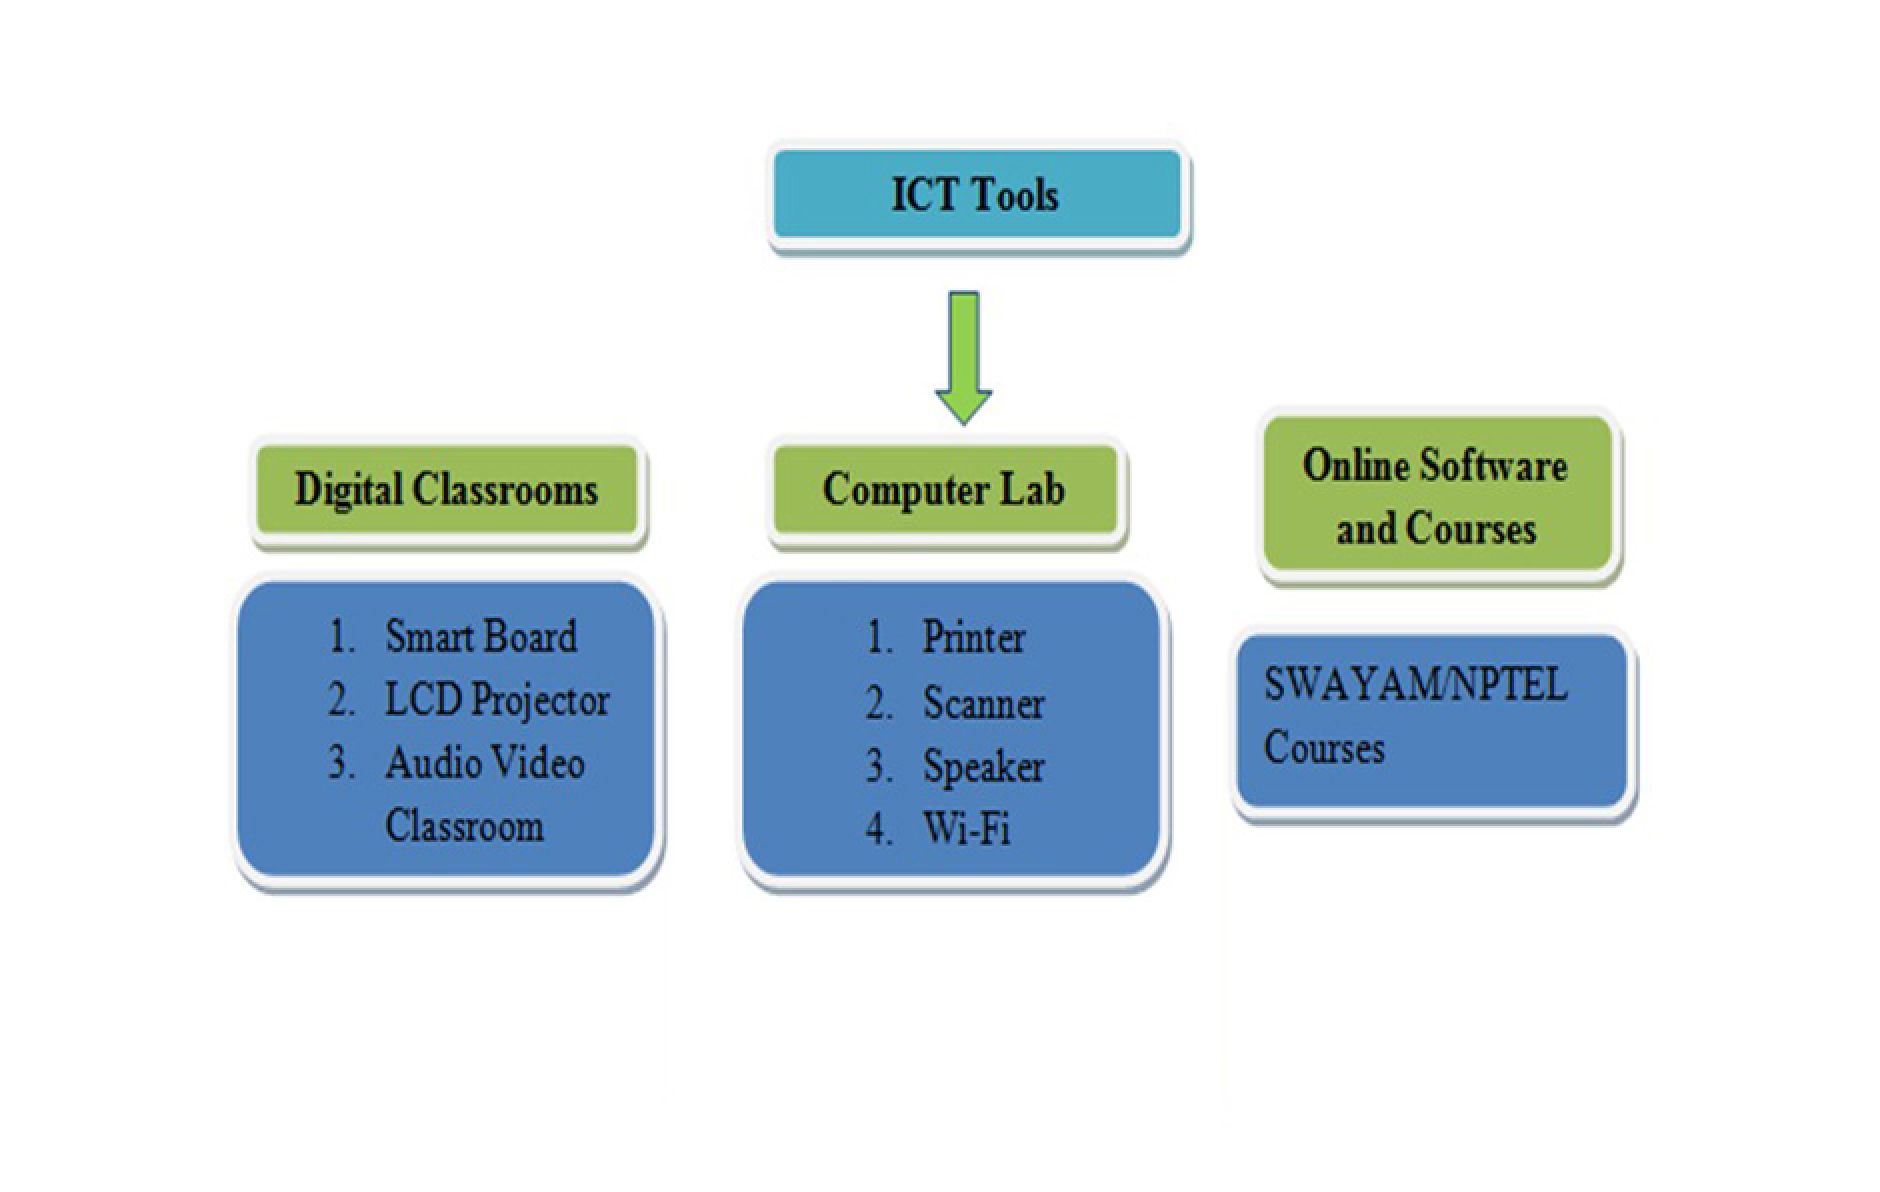 ICT Tools
Digital Classrooms
1. Smart Board
2. LCD Projector
3. Audio Video
Classroom
Computer Lab
1. Printer
2. Scanner
3. Speaker
4. Wi-Fi
Online Software
and Courses
SWAYAM/NPTEL
Courses